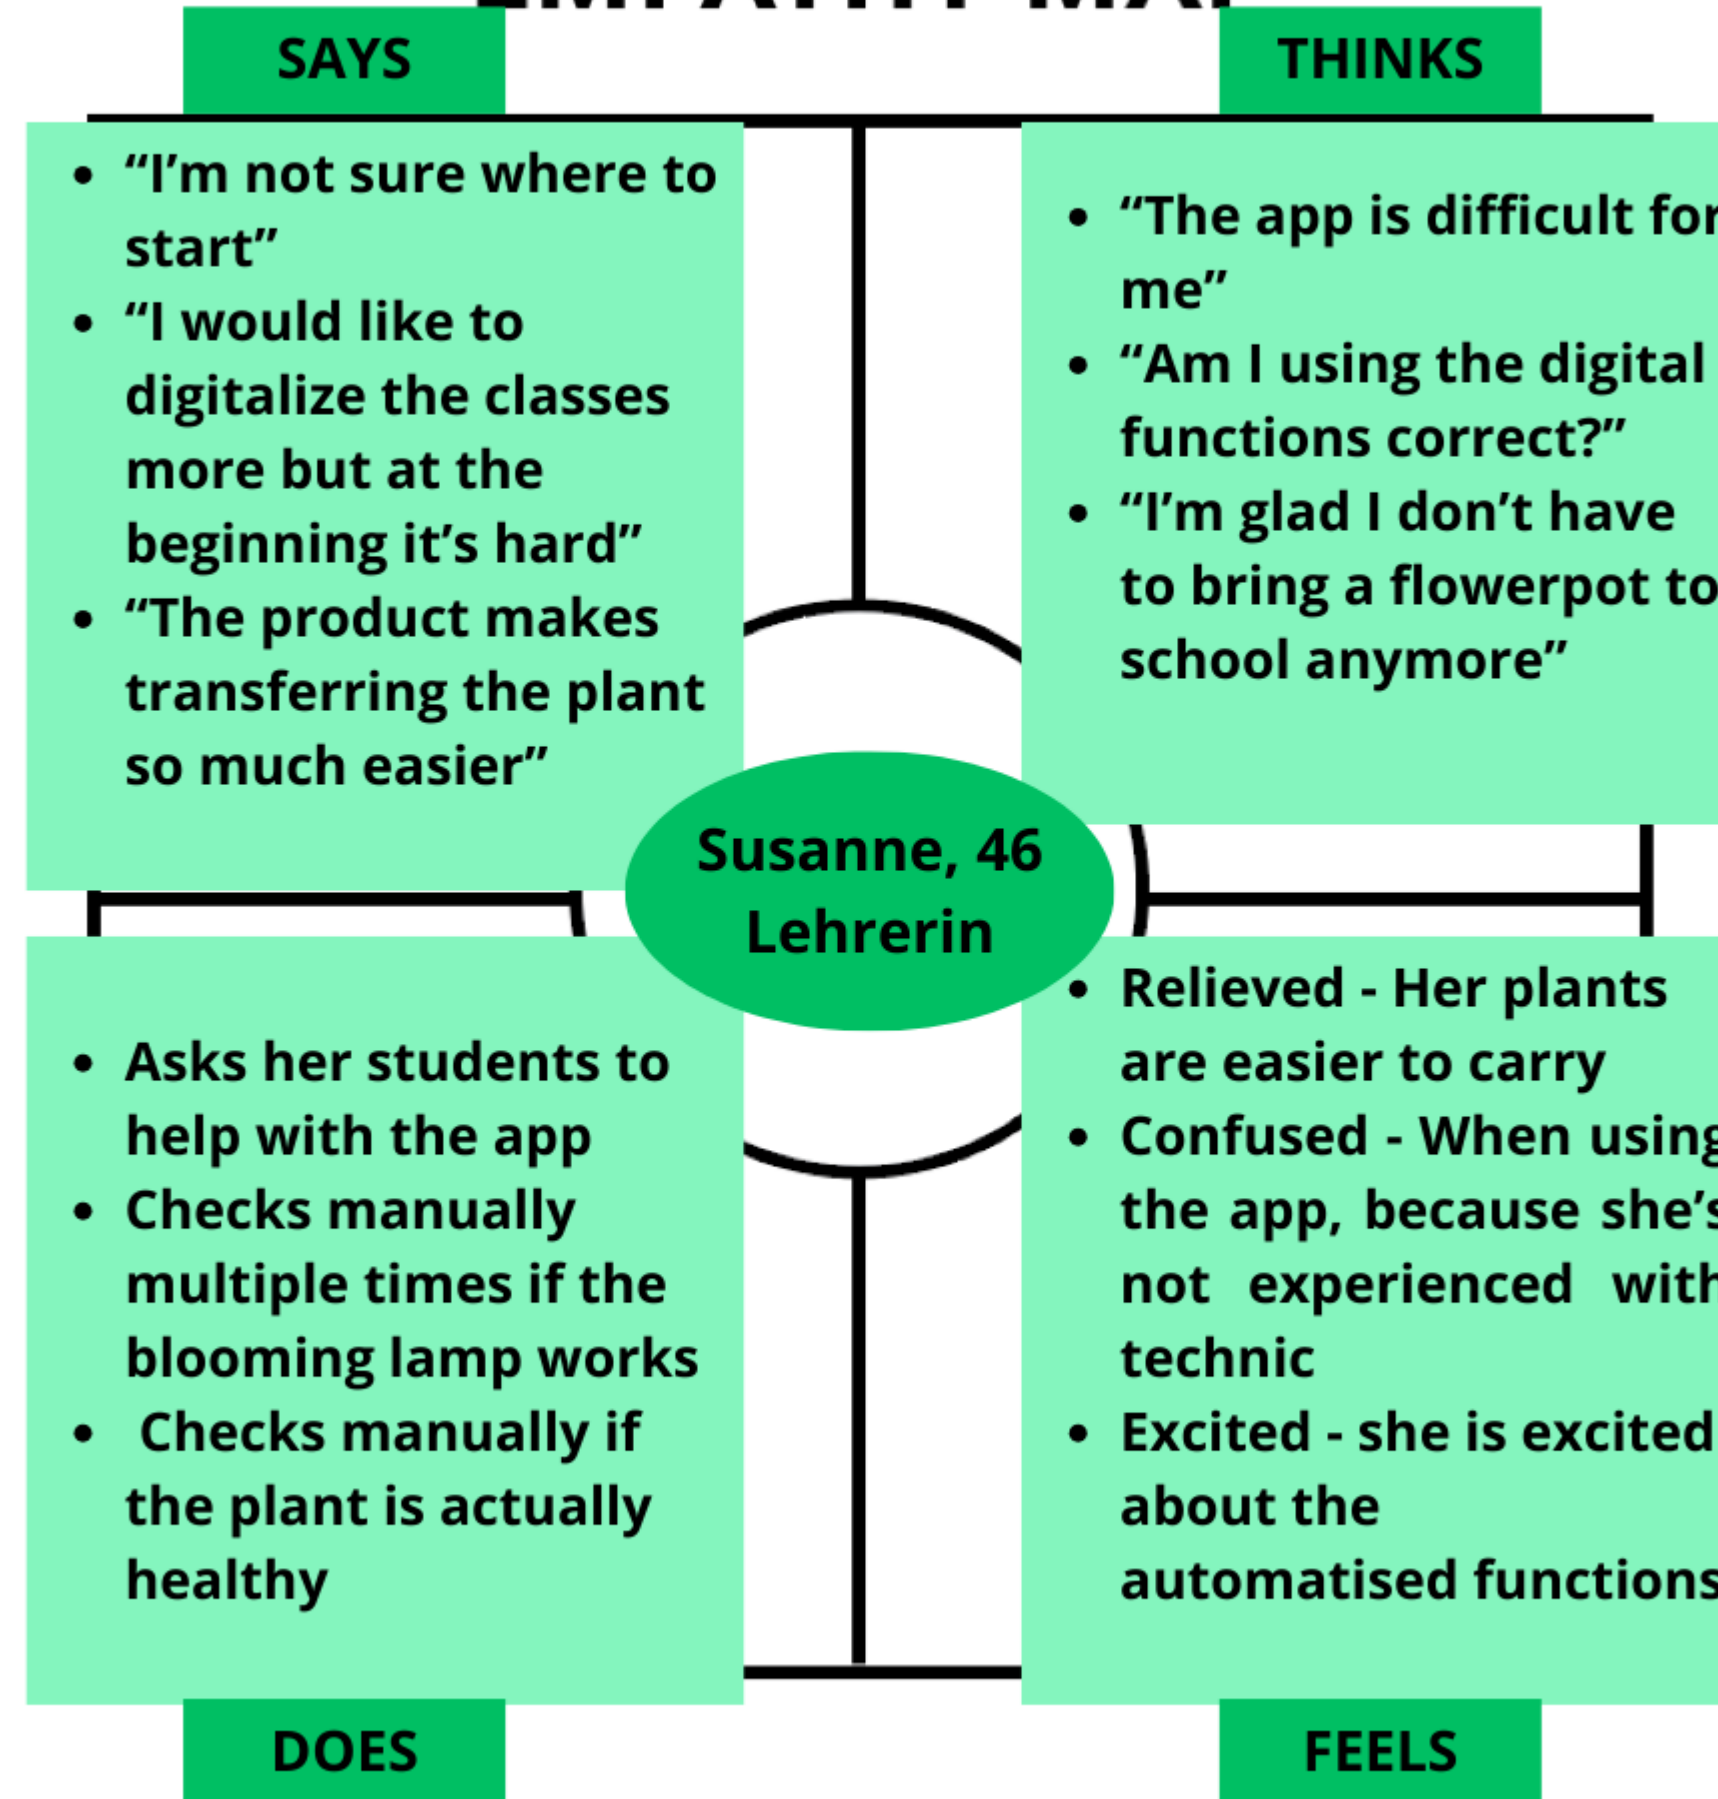 EMPATHY MAP
SAYS
• “I’m not sure where to
start”
• “I would like to
digitalize the classes
more but at the
beginning it’s hard”
• “The product makes
transferring the plant
so much easier”
THINKS
• “The app is difficult for
me”
• “Am I using the digital
functions correct?”
• “I’m glad I don’t have
to bring a flowerpot to
school anymore”
Susanne, 46
Lehrerin
• Asks her students to
help with the app
• Checks manually
multiple times if the
blooming lamp works
• Checks manually if
the plant is actually
healthy
DOES
• Relieved - Her plants
are easier to carry
• Confused - When using
the app, because she’s
not experienced with
technic
• Excited - she is excited
about the
automatised functions
FEELS